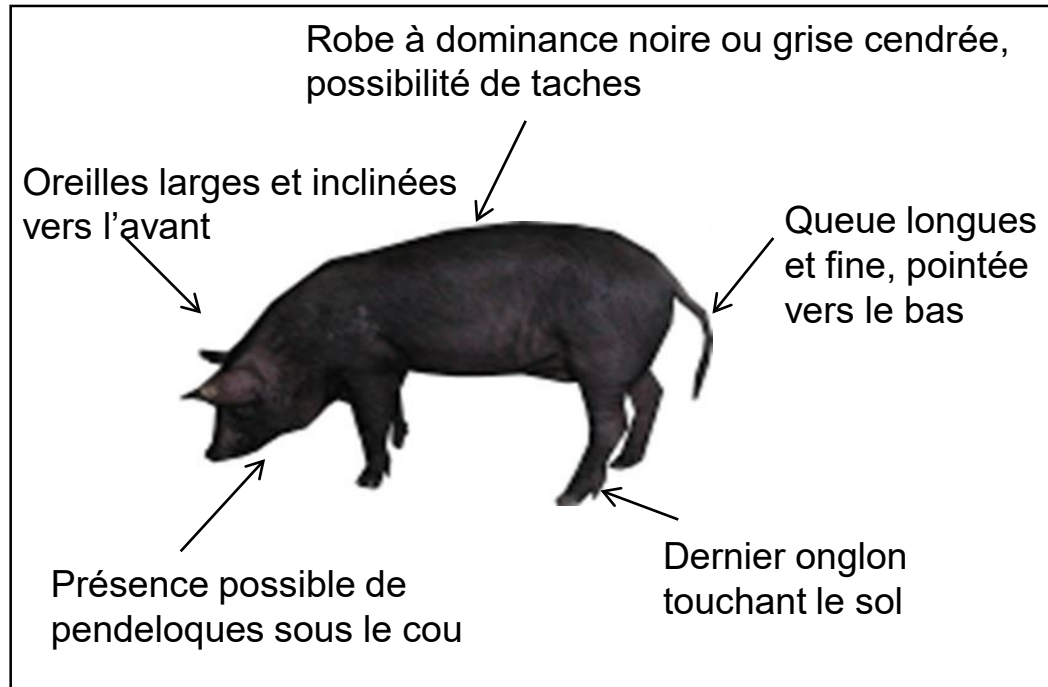 Robe à dominance noire ou grise cendrée,
possibilité de taches
Oreilles larges et inclinées
vers l’avant
Queue longues
et fine, pointée
vers le bas
Présence possible de
pendeloques sous le cou
Dernier onglon
touchant le sol